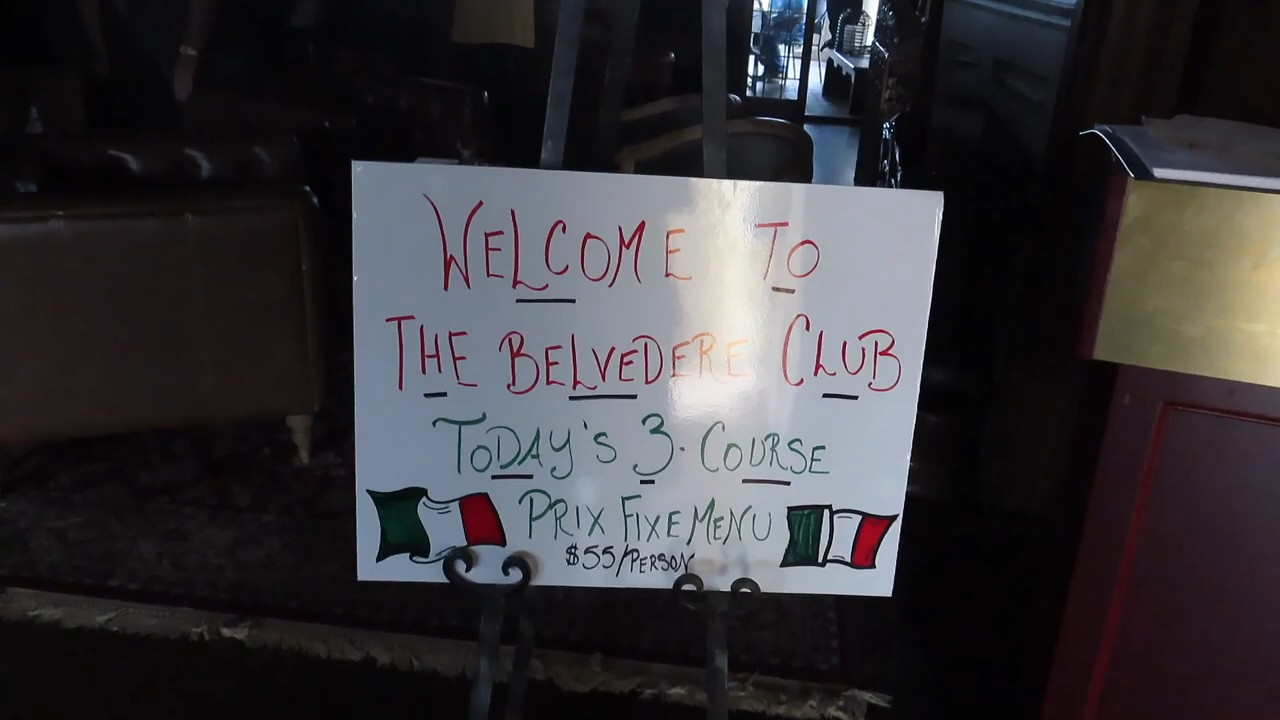 WELCOME TO
THE BELVEDERE CLUB
TODAY'S 3-COURSE
PRIX FIXE MENU
$55/PERSON